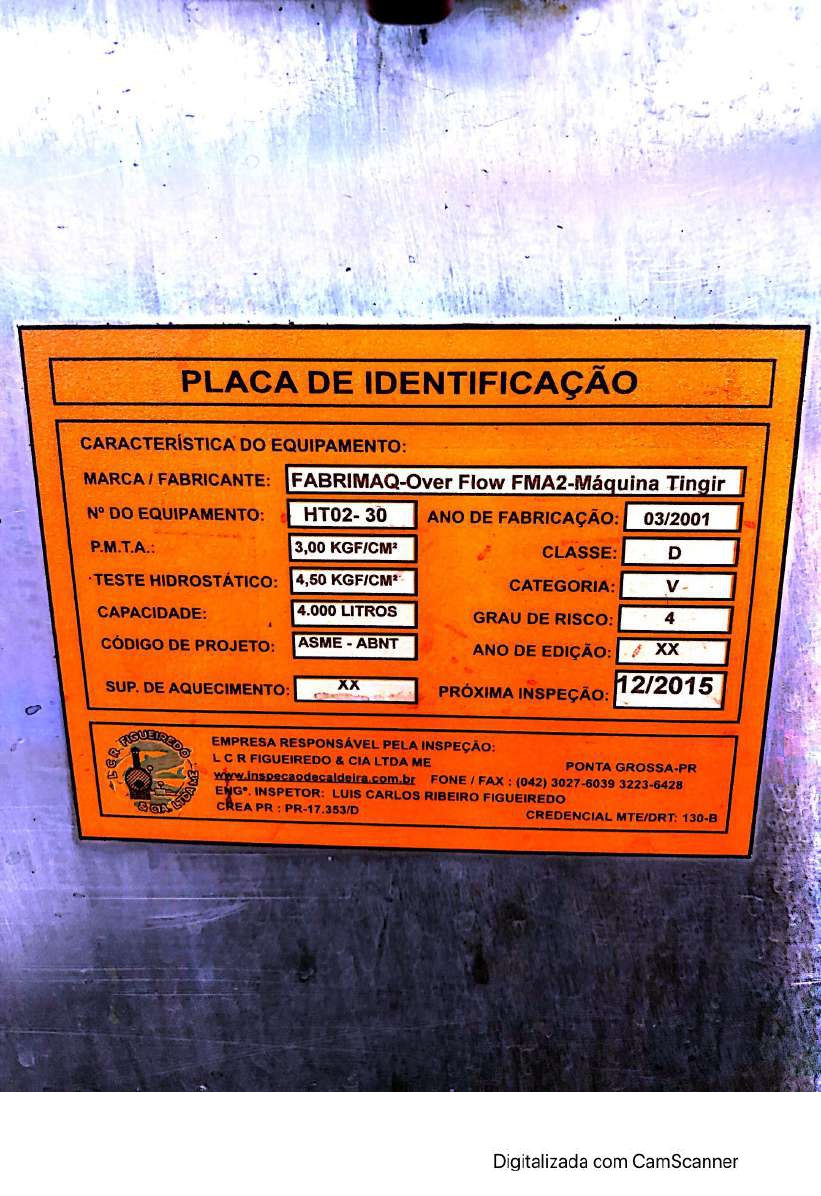 PLACA DE IDENTIFICAÇÃO
CARACTERÍSTICA DO EQUIPAMENTO:
MARCA / FABRICANTE: FABRIMAQ-Over Flow FMA2-Máquina Tingir
Nº DO EQUIPAMENTO: HT02- 30 ANO DE FABRICAÇÃO: 03/2001
P.M.T.A.: 3,00 KGF/CM² CLASSE: D
TESTE HIDROSTÁTICO: 4,50 KGF/CM² CATEGORIA: V
CAPACIDADE: 4.000 LITROS GRAU DE RISCO: 4
CÓDIGO DE PROJETO: ASME - ABNT ANO DE EDIÇÃO: XX
SUP. DE AQUECIMENTO: XX PRÓXIMA INSPEÇÃO: 12/2015
L C R FIGUEIREDO & CIA. LTDA ME
EMPRESA RESPONSÁVEL PELA INSPEÇÃO:
L C R FIGUEIREDO & CIA LTDA ME PONTA GROSSA-PR
www.inspecaodecaldeira.com.br FONE / FAX : (042) 3027-6039 3223-6428
ENGº. INSPETOR: LUIS CARLOS RIBEIRO FIGUEIREDO
CREA PR : PR-17.353/D CREDENCIAL MTE/DRT: 130-B
Digitalizada com CamScanner